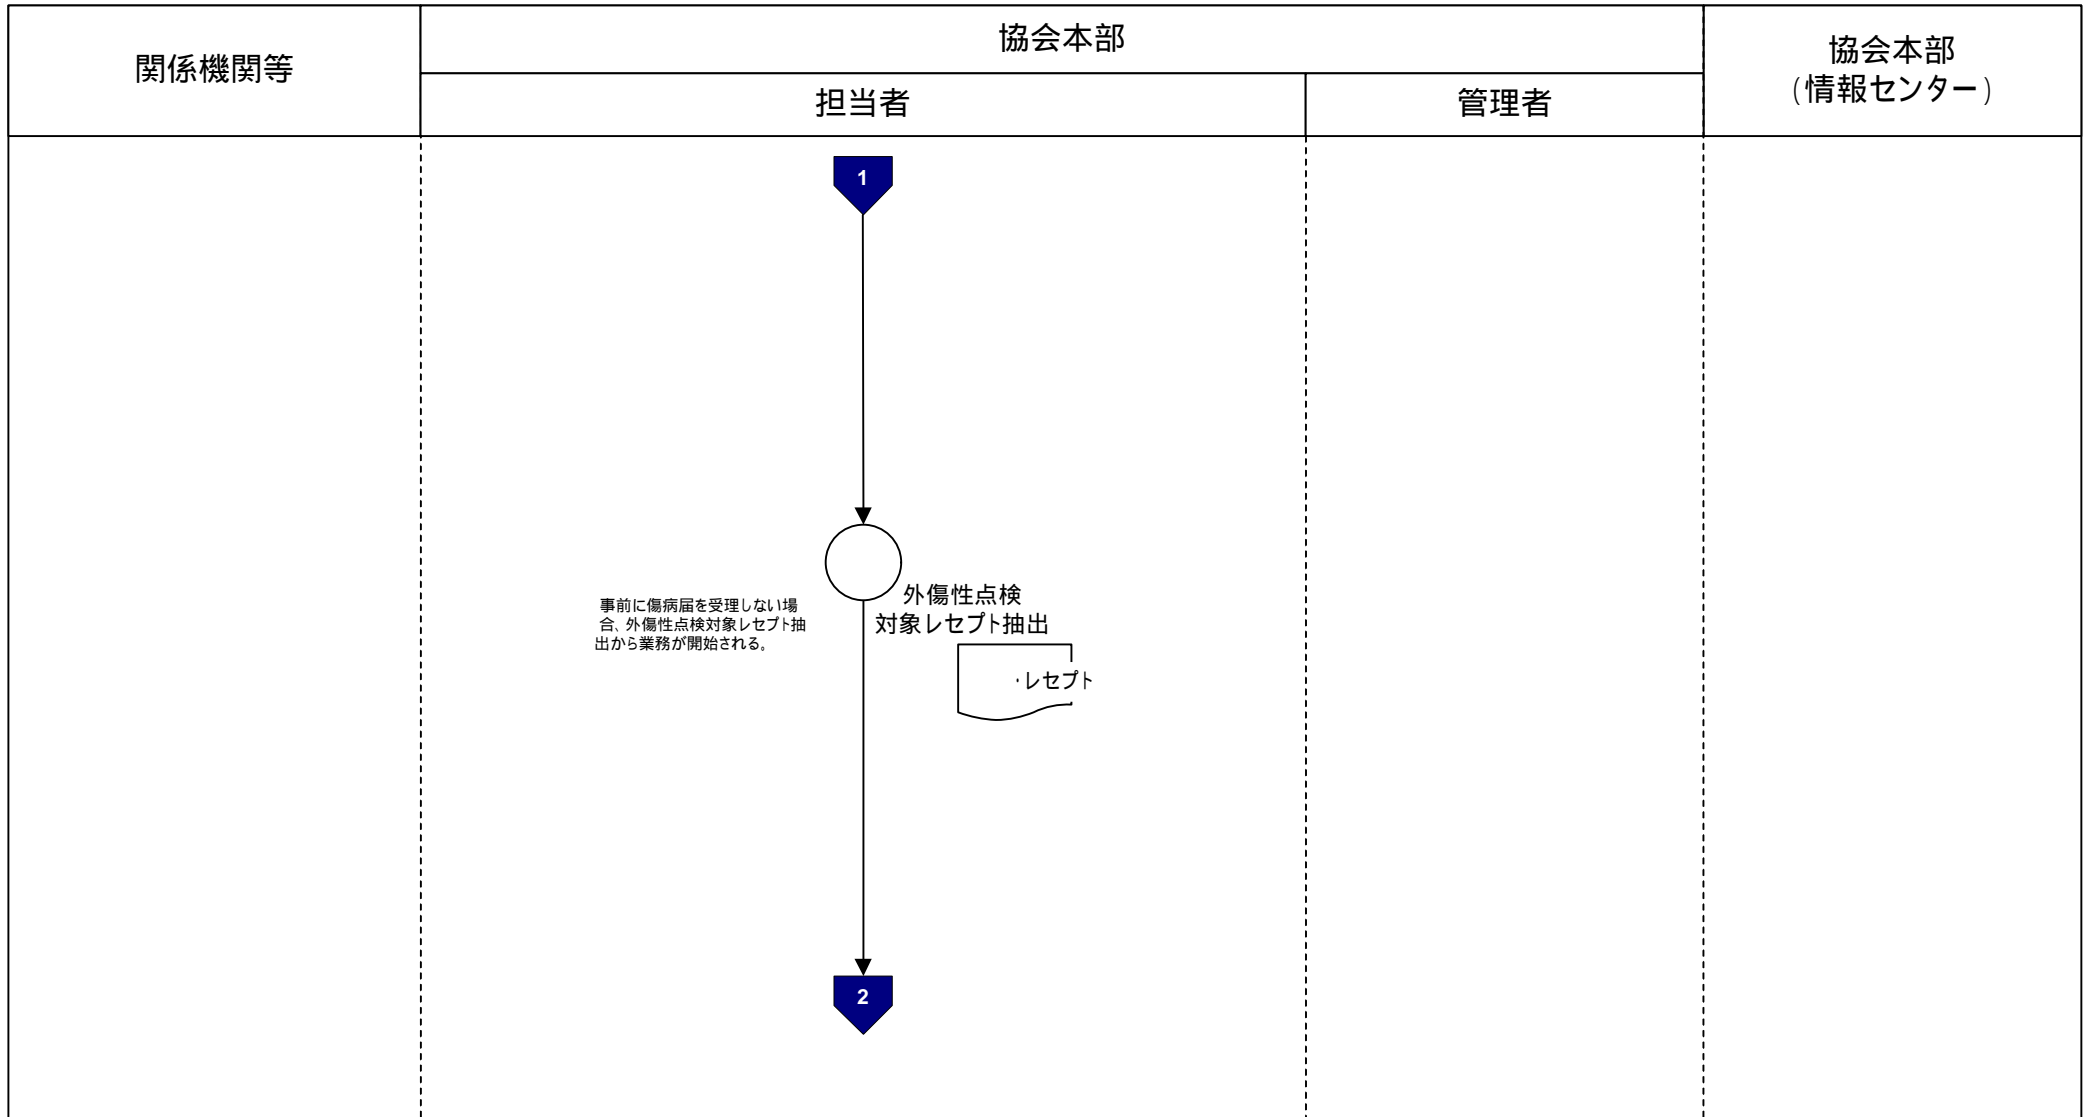 関係機関等
協会本部
協会本部
(情報センター)
担当者
管理者
1
事前に傷病届を受理しない場
合、外傷性点検対象レセプト抽
出から業務が開始される。
外傷性点検
対象レセプト抽出
・レセプト
2